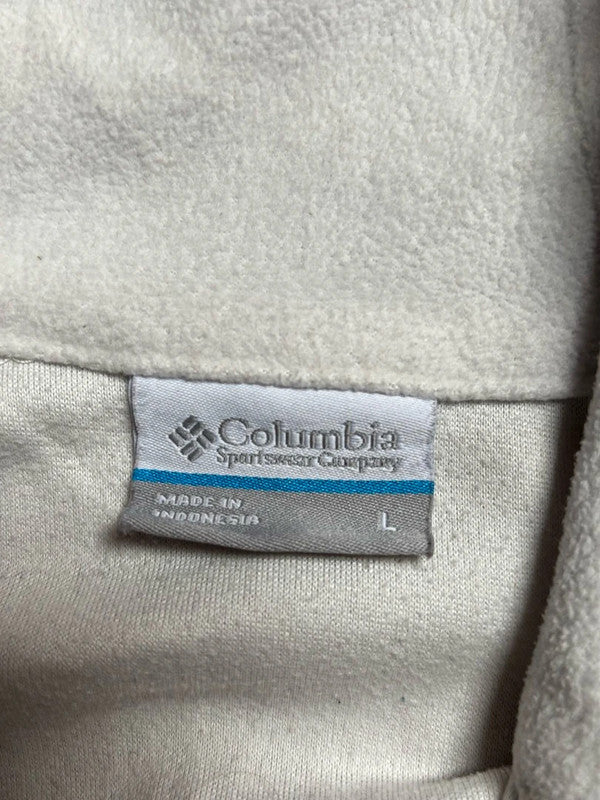 Columbia
Sportswear Company
MADE IN
INDONESIA
L